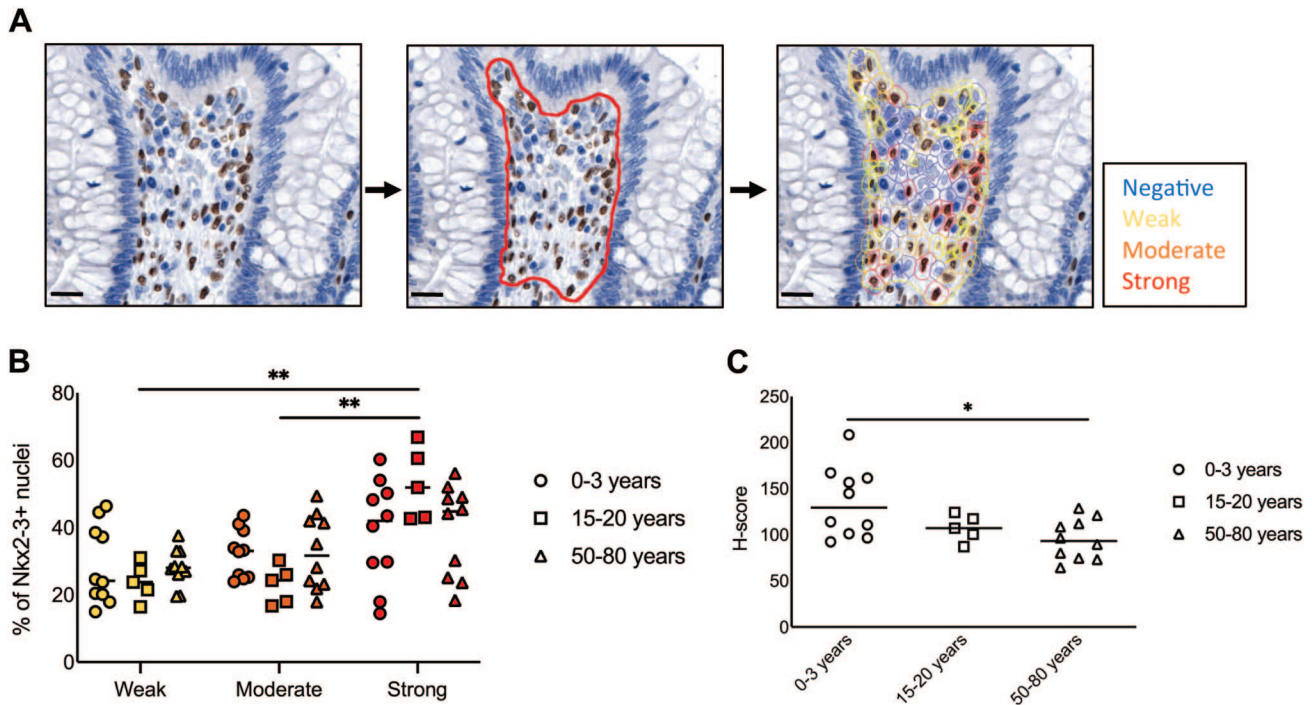 A
Negative
Weak
Moderate
Strong
B
% of Nkx2-3+ nuclei
80
60
40
20
0
**
**
Weak
Moderate
Strong
0-3 years
15-20 years
50-80 years
C
H-score
250
200
150
100
50
0
*
0-3 years
15-20 years
50-80 years
0-3 years
15-20 years
50-80 years